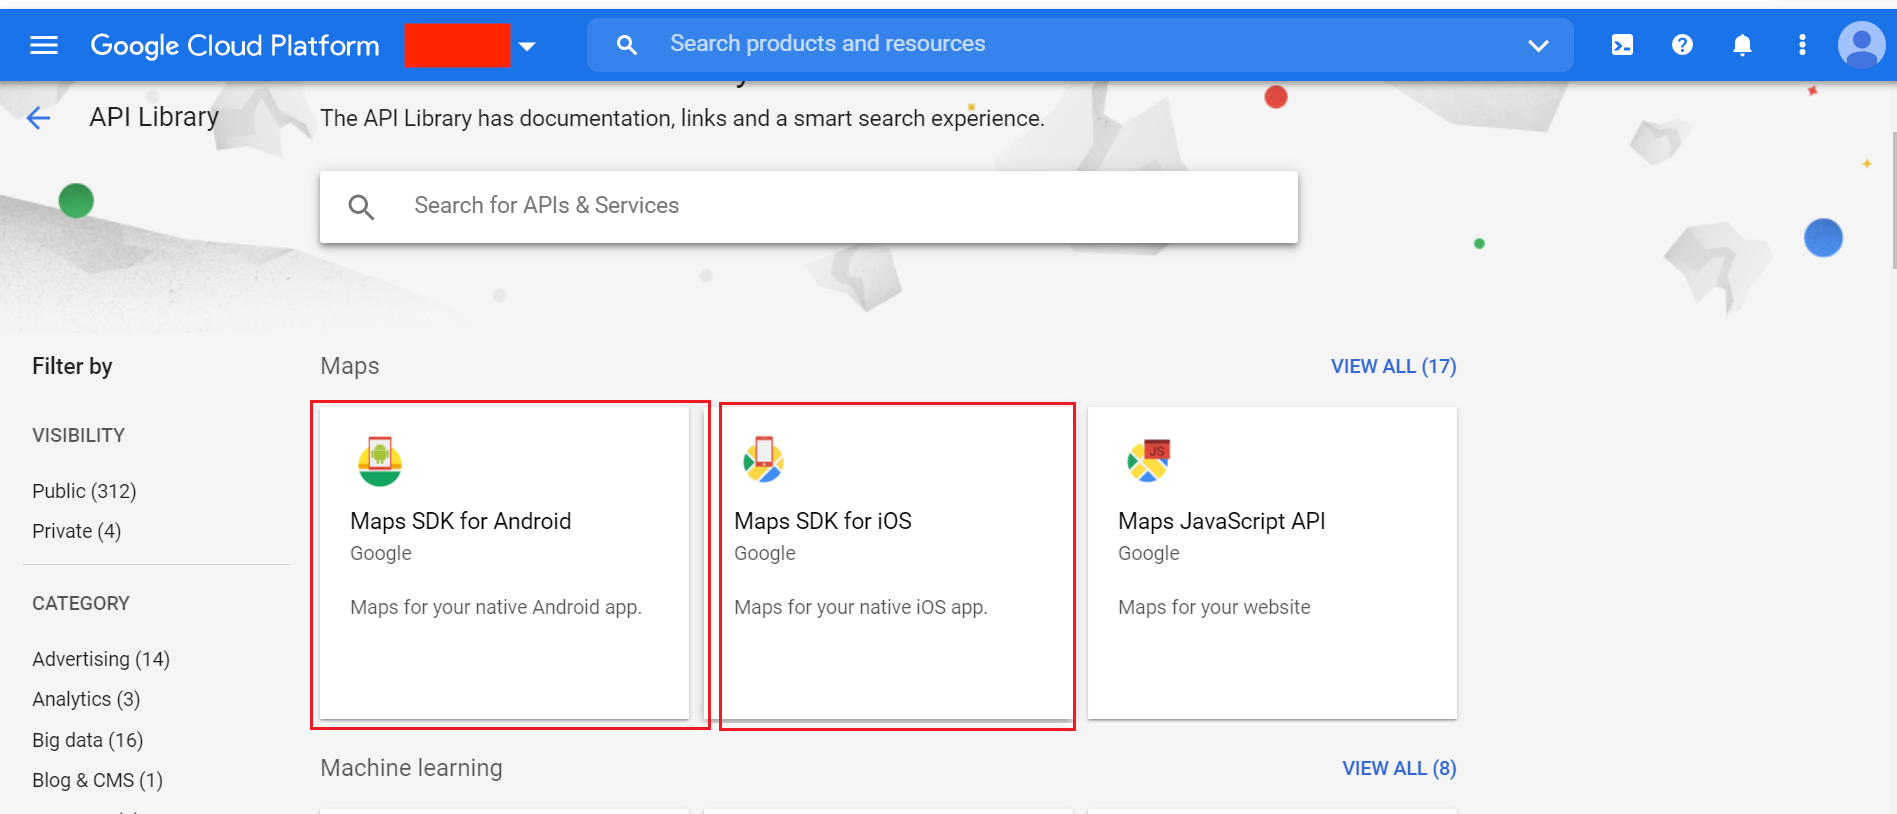 Google Cloud Platform
Search products and resources
API Library
The API Library has documentation, links and a smart search experience.
Search for APIs & Services
Filter by
VISIBILITY
Public (312)
Private (4)
CATEGORY
Advertising (14)
Analytics (3)
Big data (16)
Blog & CMS (1)
Maps
VIEW ALL (17)
Maps SDK for Android
Google
Maps for your native Android app.
Maps SDK for iOS
Google
Maps for your native iOS app.
JS
Maps JavaScript API
Google
Maps for your website
Machine learning
VIEW ALL (8)